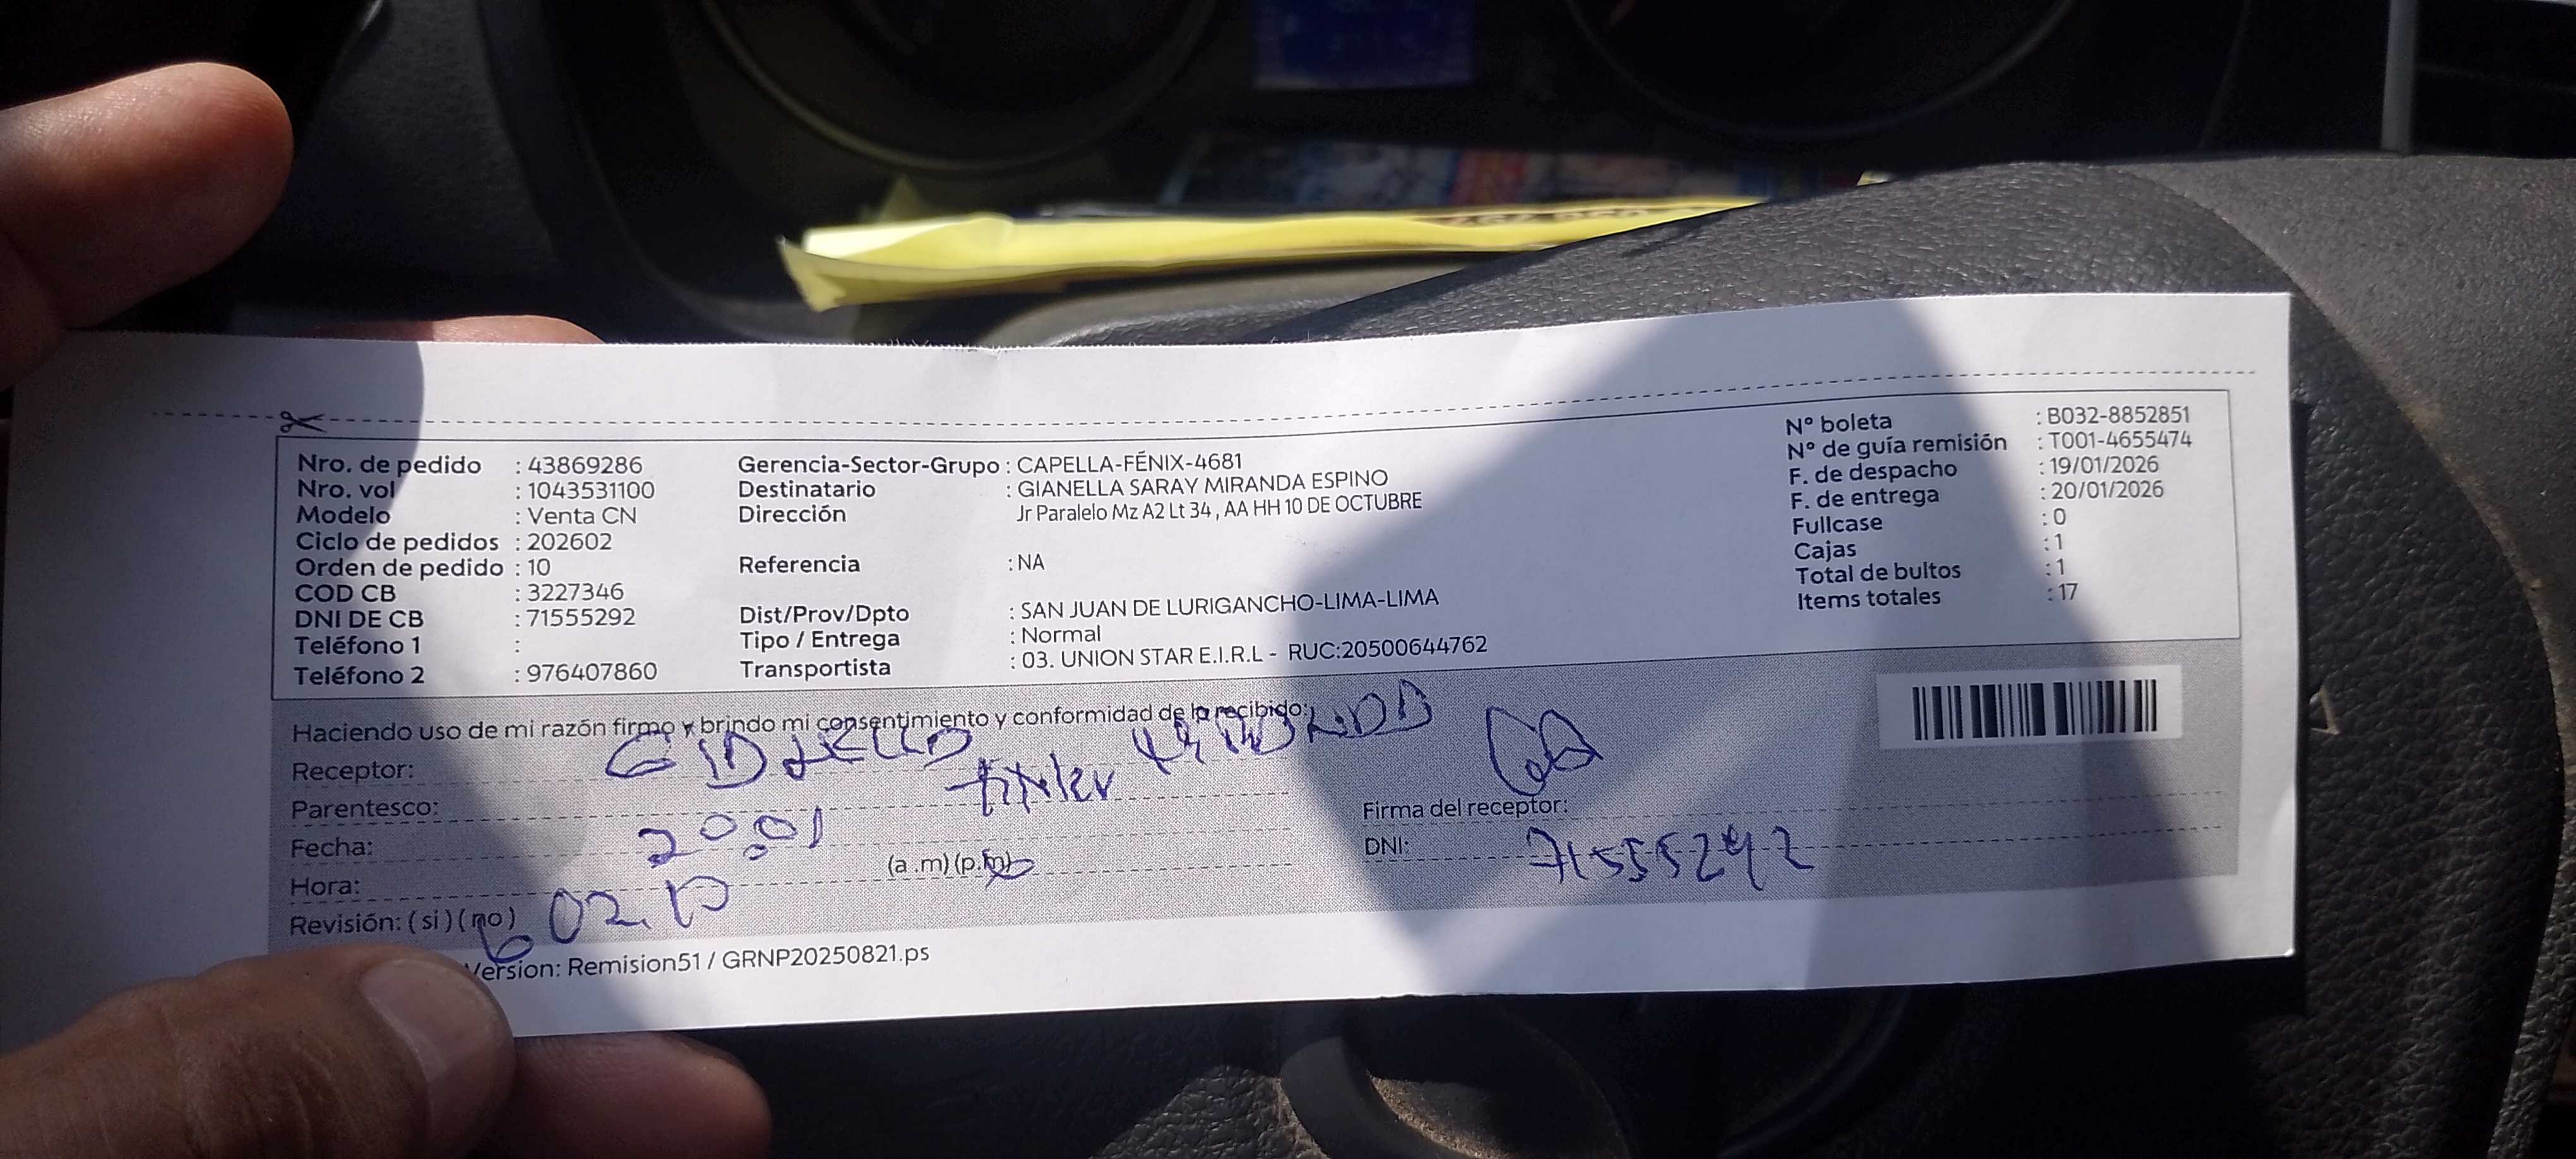 Nro. de pedido : 43869286
Nro. vol : 1043531100
Modelo : Venta CN
Ciclo de pedidos : 202602
Orden de pedido : 10
COD CB : 3227346
DNI DE CB : 71555292
Teléfono 1 :
Teléfono 2 : 976407860
Gerencia-Sector-Grupo : CAPELLA-FÉNIX-4681
Destinatario : GIANELLA SARAY MIRANDA ESPINO
Dirección Jr Paralelo Mz A2 Lt 34, AA HH 10 DE OCTUBRE
Referencia : NA
Dist/Prov/Dpto : SAN JUAN DE LURIGANCHO-LIMA-LIMA
Tipo / Entrega : Normal
Transportista : 03. UNION STAR E.I.R.L - RUC:20500644762
N° boleta : B032-8852851
N° de guía remisión : T001-4655474
F. de despacho : 19/01/2026
F. de entrega : 20/01/2026
Fullcase : 0
Cajas : 1
Total de bultos : 1
Items totales : 17
Haciendo uso de mi razón firmo y brindo mi consentimiento y conformidad de lo recibido:
Receptor:
Parentesco:
Fecha: 20.01
Hora: (a.m) (p.m)
Revisión: (si) (no)
Firma del receptor:
DNI: 71555292
Version: Remision51 / GRNP20250821.ps